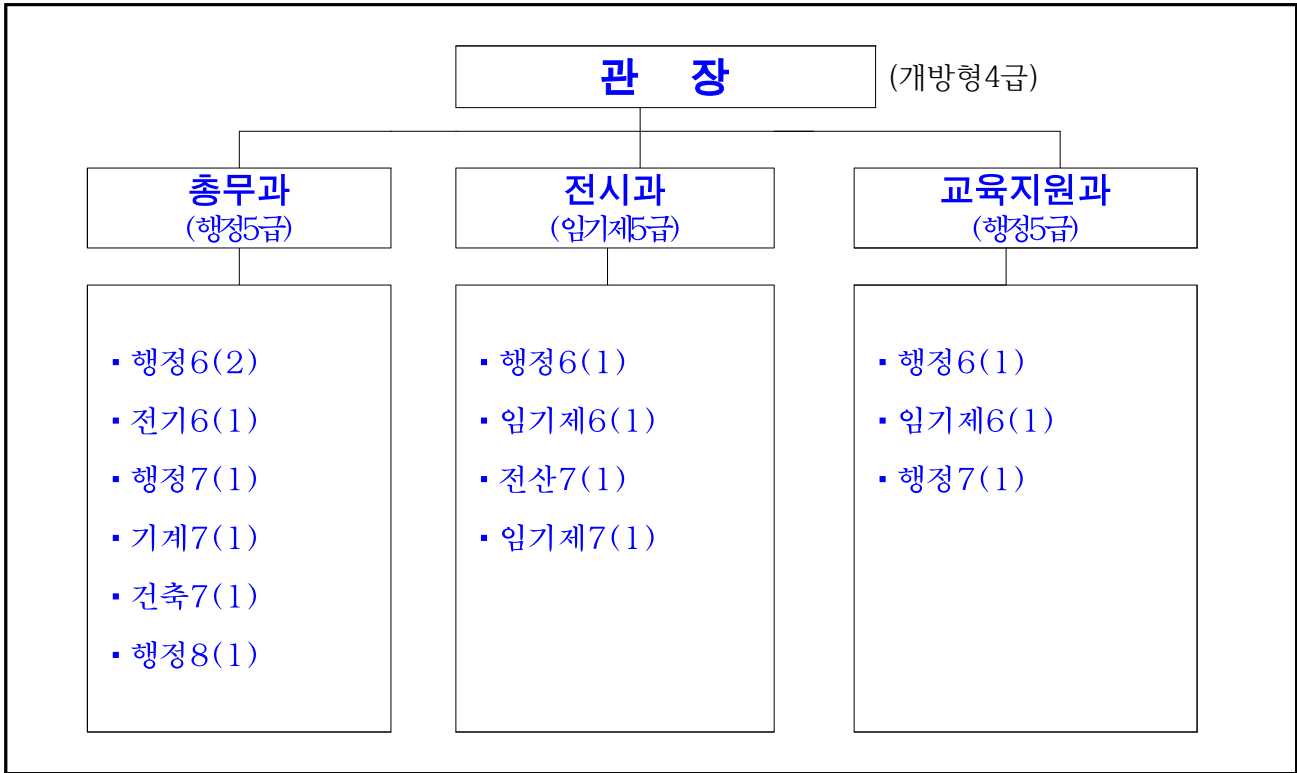 관 장
(개방형4급)
총무과
(행정5급)
전시과
(임기제5급)
교육지원과
(행정5급)
▪ 행정6(2)
▪ 전기6(1)
▪ 행정7(1)
▪ 기계7(1)
▪ 건축7(1)
▪ 행정8(1)
▪ 행정6(1)
▪ 임기제6(1)
▪ 전산7(1)
▪ 임기제7(1)
▪ 행정6(1)
▪ 임기제6(1)
▪ 행정7(1)